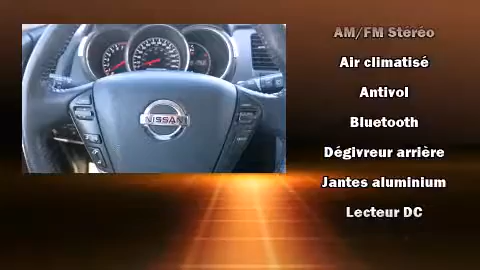 NISSAN
AM/FM Stéréo
Air climatisé
Antivol
Bluetooth
Dégivreur arrière
Jantes aluminium
Lecteur DC